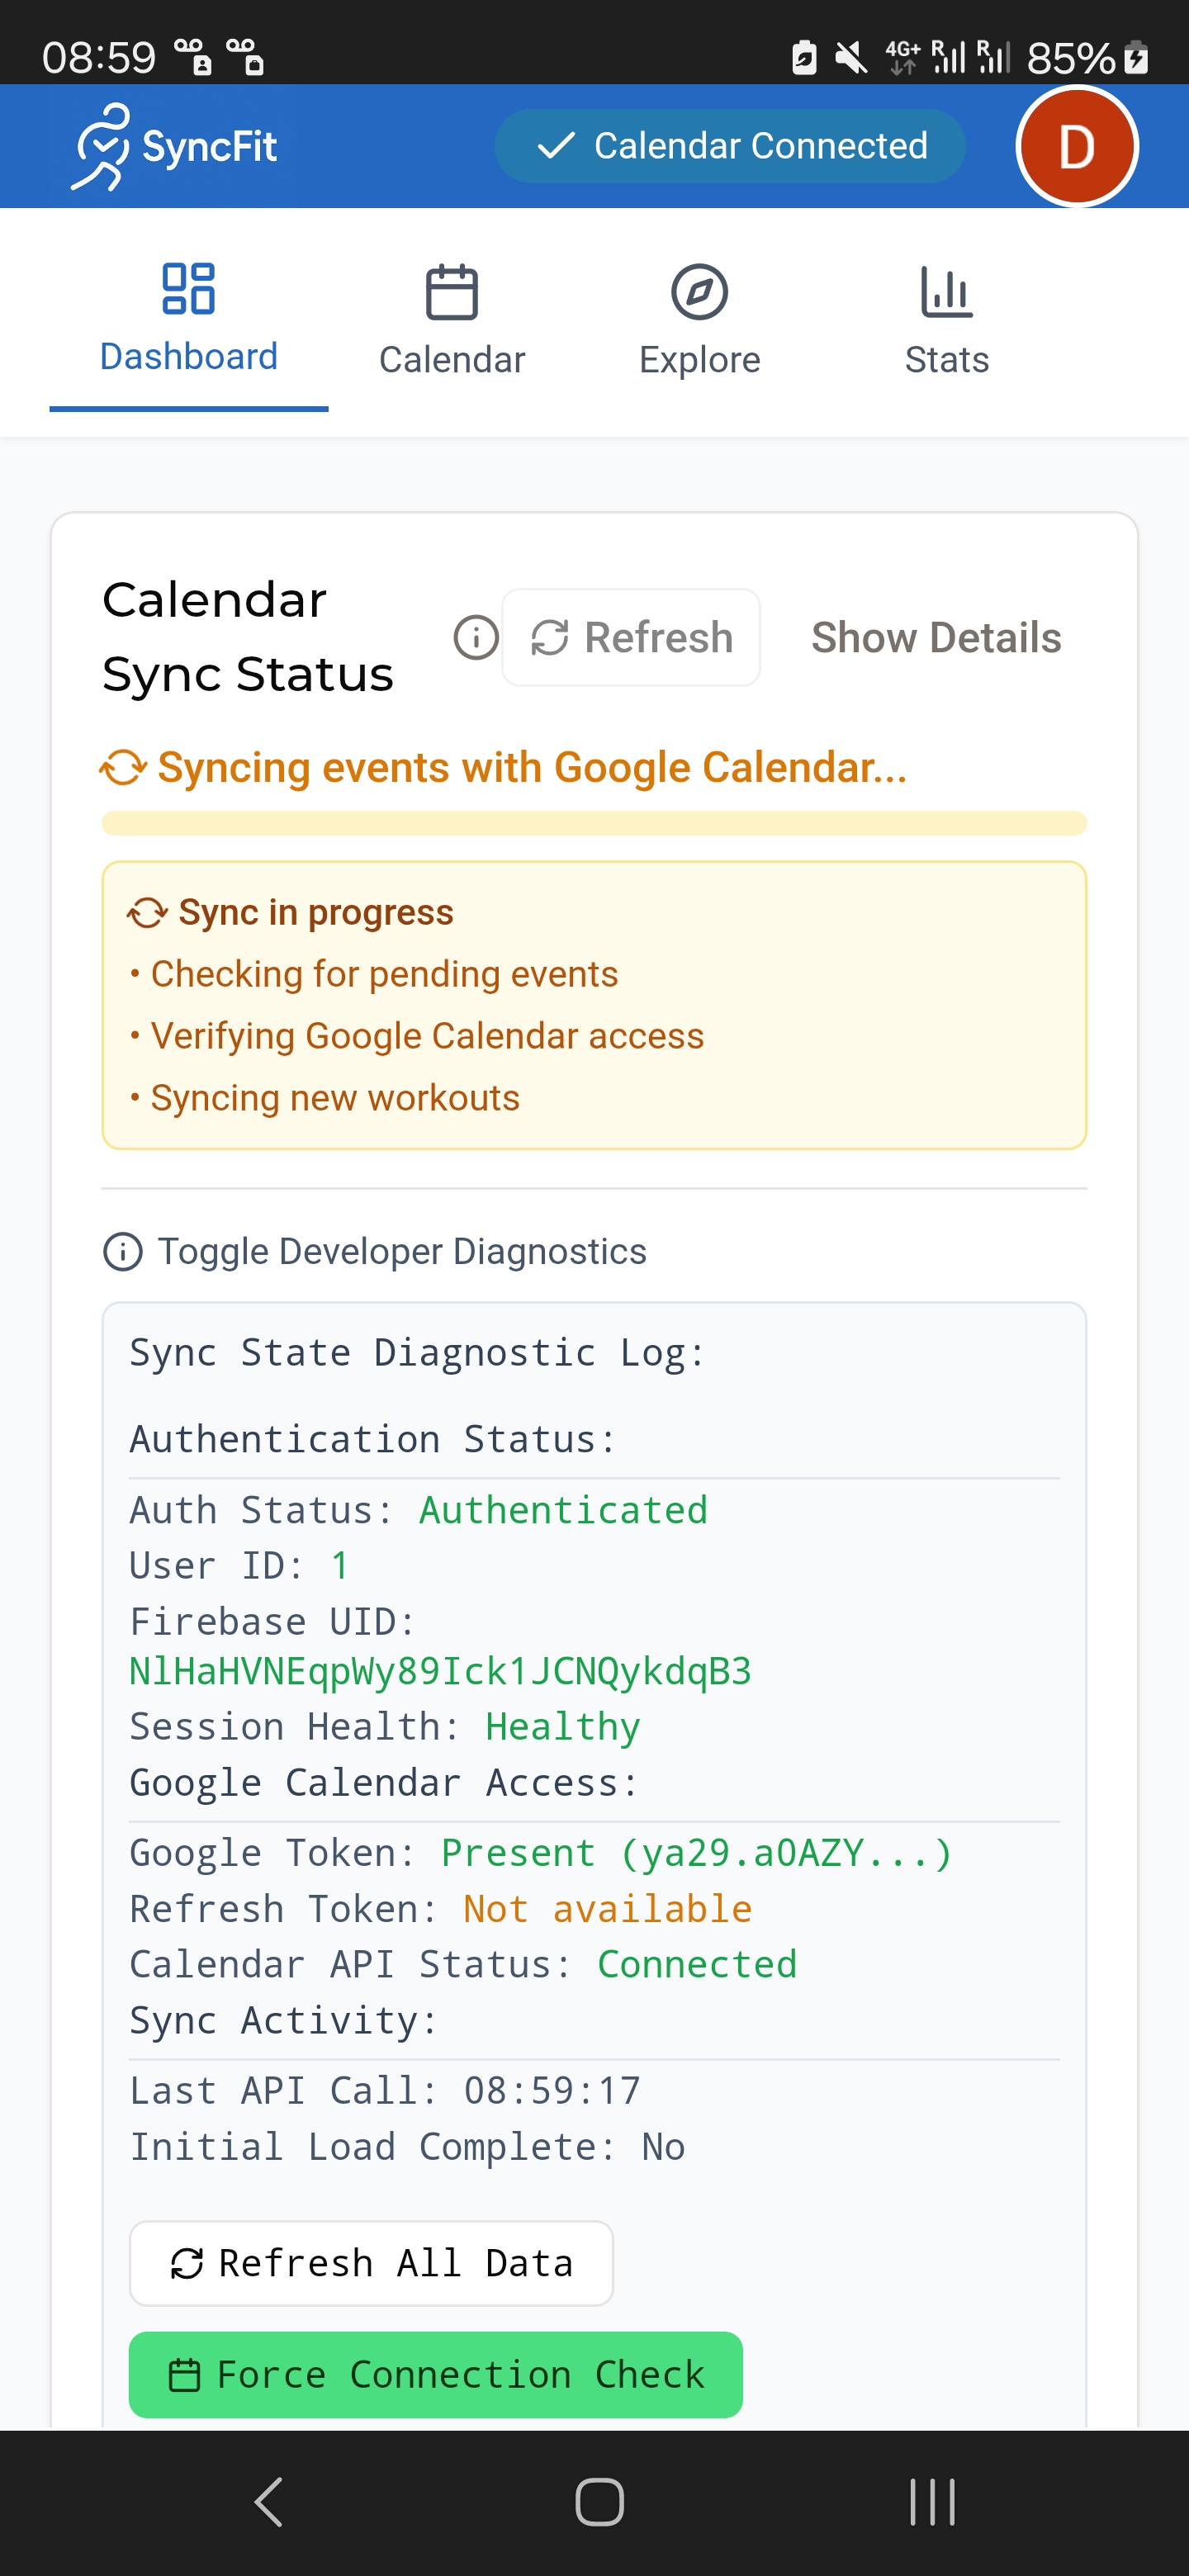 08:59 4G+ R R 85%
SyncFit Calendar Connected D
Dashboard Calendar Explore Stats
Calendar
Sync Status
Refresh Show Details
Syncing events with Google Calendar...
Sync in progress
• Checking for pending events
• Verifying Google Calendar access
• Syncing new workouts
Toggle Developer Diagnostics
Sync State Diagnostic Log:
Authentication Status:
Auth Status: Authenticated
User ID: 1
Firebase UID:
NlHaHVNEqpWy89Ick1JCNQykdqB3
Session Health: Healthy
Google Calendar Access:
Google Token: Present (ya29.a0AZY...)
Refresh Token: Not available
Calendar API Status: Connected
Sync Activity:
Last API Call: 08:59:17
Initial Load Complete: No
Refresh All Data
Force Connection Check